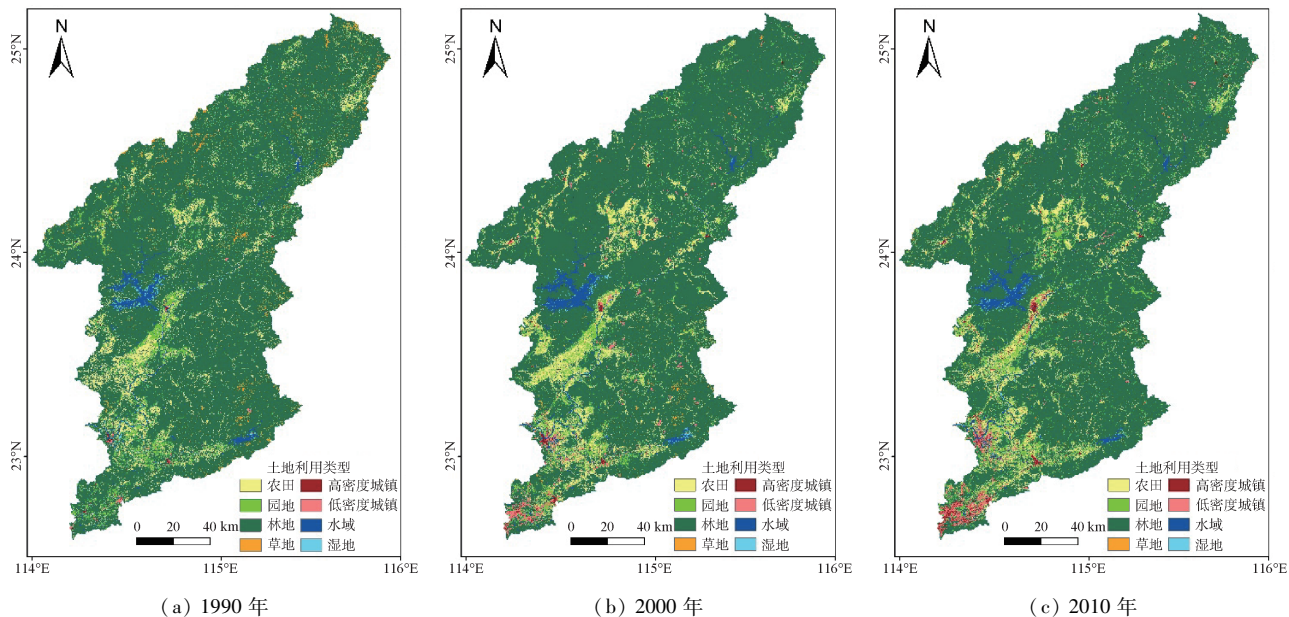 N
25°N
24°N
23°N
土地利用类型
农田 高密度城镇
园地 低密度城镇
林地 水域
草地 湿地
0 20 40 km
114°E 115°E 116°E
(a) 1990 年
N
25°N
24°N
23°N
土地利用类型
农田 高密度城镇
园地 低密度城镇
林地 水域
草地 湿地
0 20 40 km
114°E 115°E 116°E
(b) 2000 年
N
25°N
24°N
23°N
土地利用类型
农田 高密度城镇
园地 低密度城镇
林地 水域
草地 湿地
0 20 40 km
114°E 115°E 116°E
(c) 2010 年